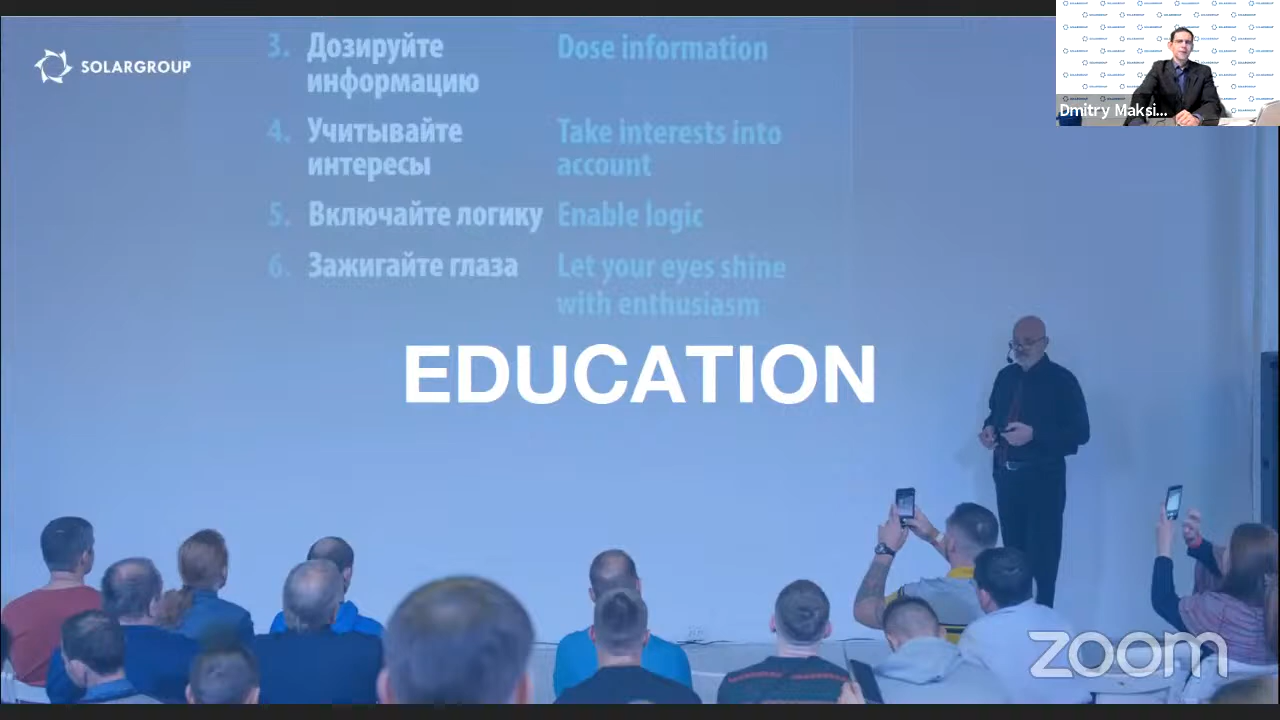 SOLARGROUP
3. Дозируйте Dose information
информацию
4. Учитывайте Take interests into
интересы account
5. Включайте логику Enable logic
6. Зажигайте глаза Let your eyes shine
with enthusiasm
EDUCATION
Dmitry Maksi...
zoom